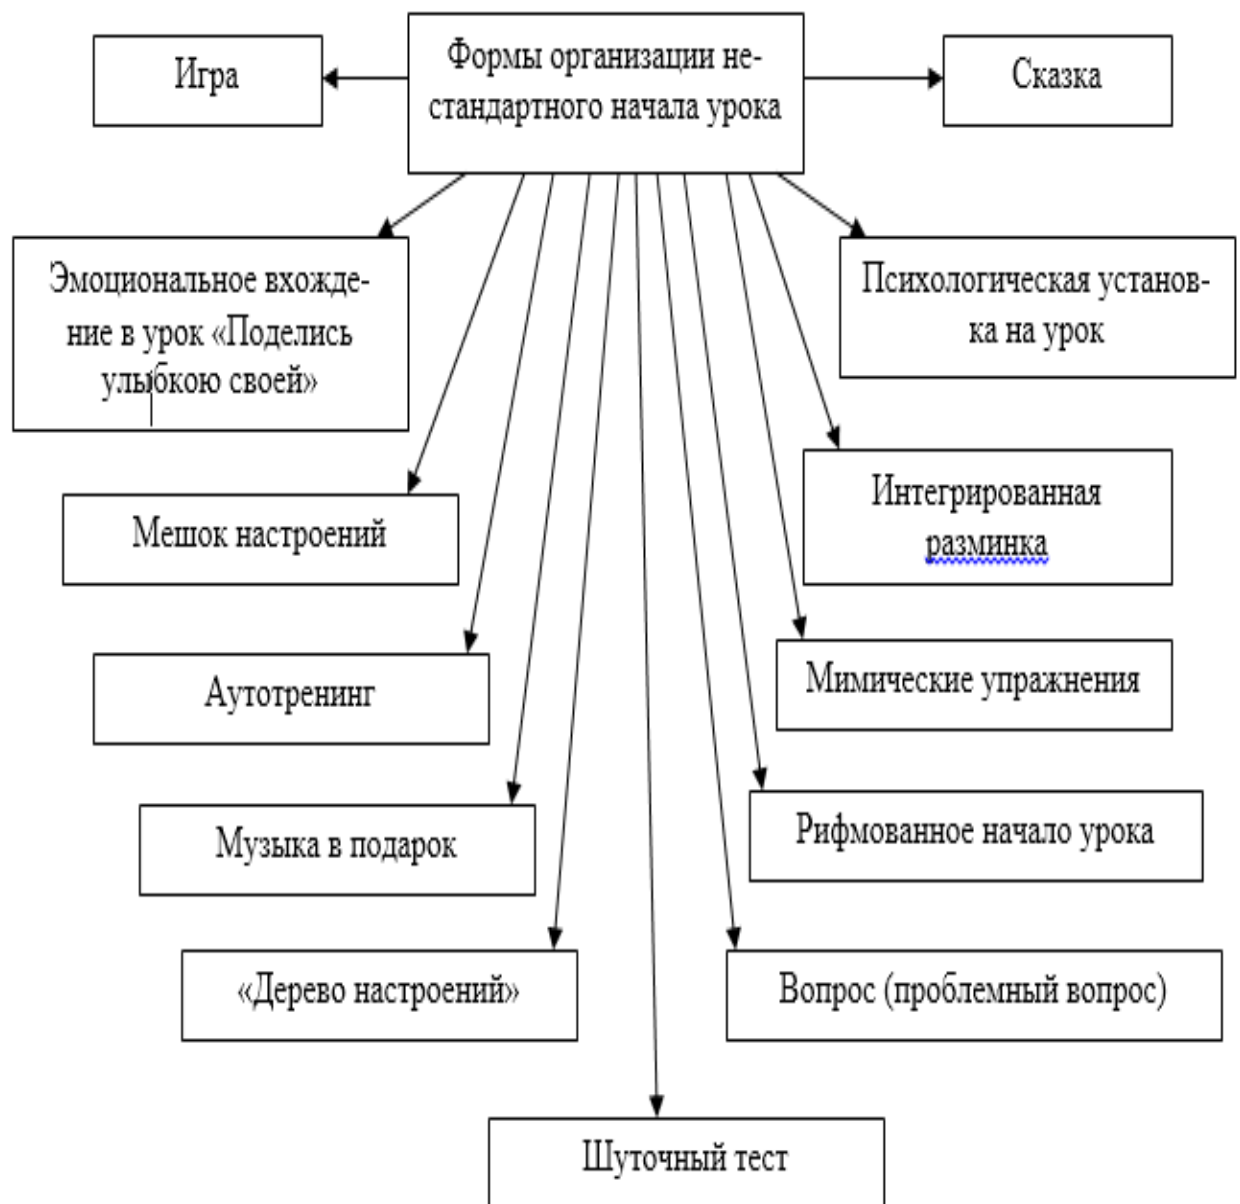 Игра
Формы организации не-
стандартного начала урока
Сказка
Эмоциональное вхожде-
ние в урок «Поделись
улыбкою своей»
Психологическая установ-
ка на урок
Мешок настроений
Интегрированная
разминка
Аутотренинг
Мимические упражнения
Музыка в подарок
Рифмованное начало урока
«Дерево настроений»
Вопрос (проблемный вопрос)
Шуточный тест